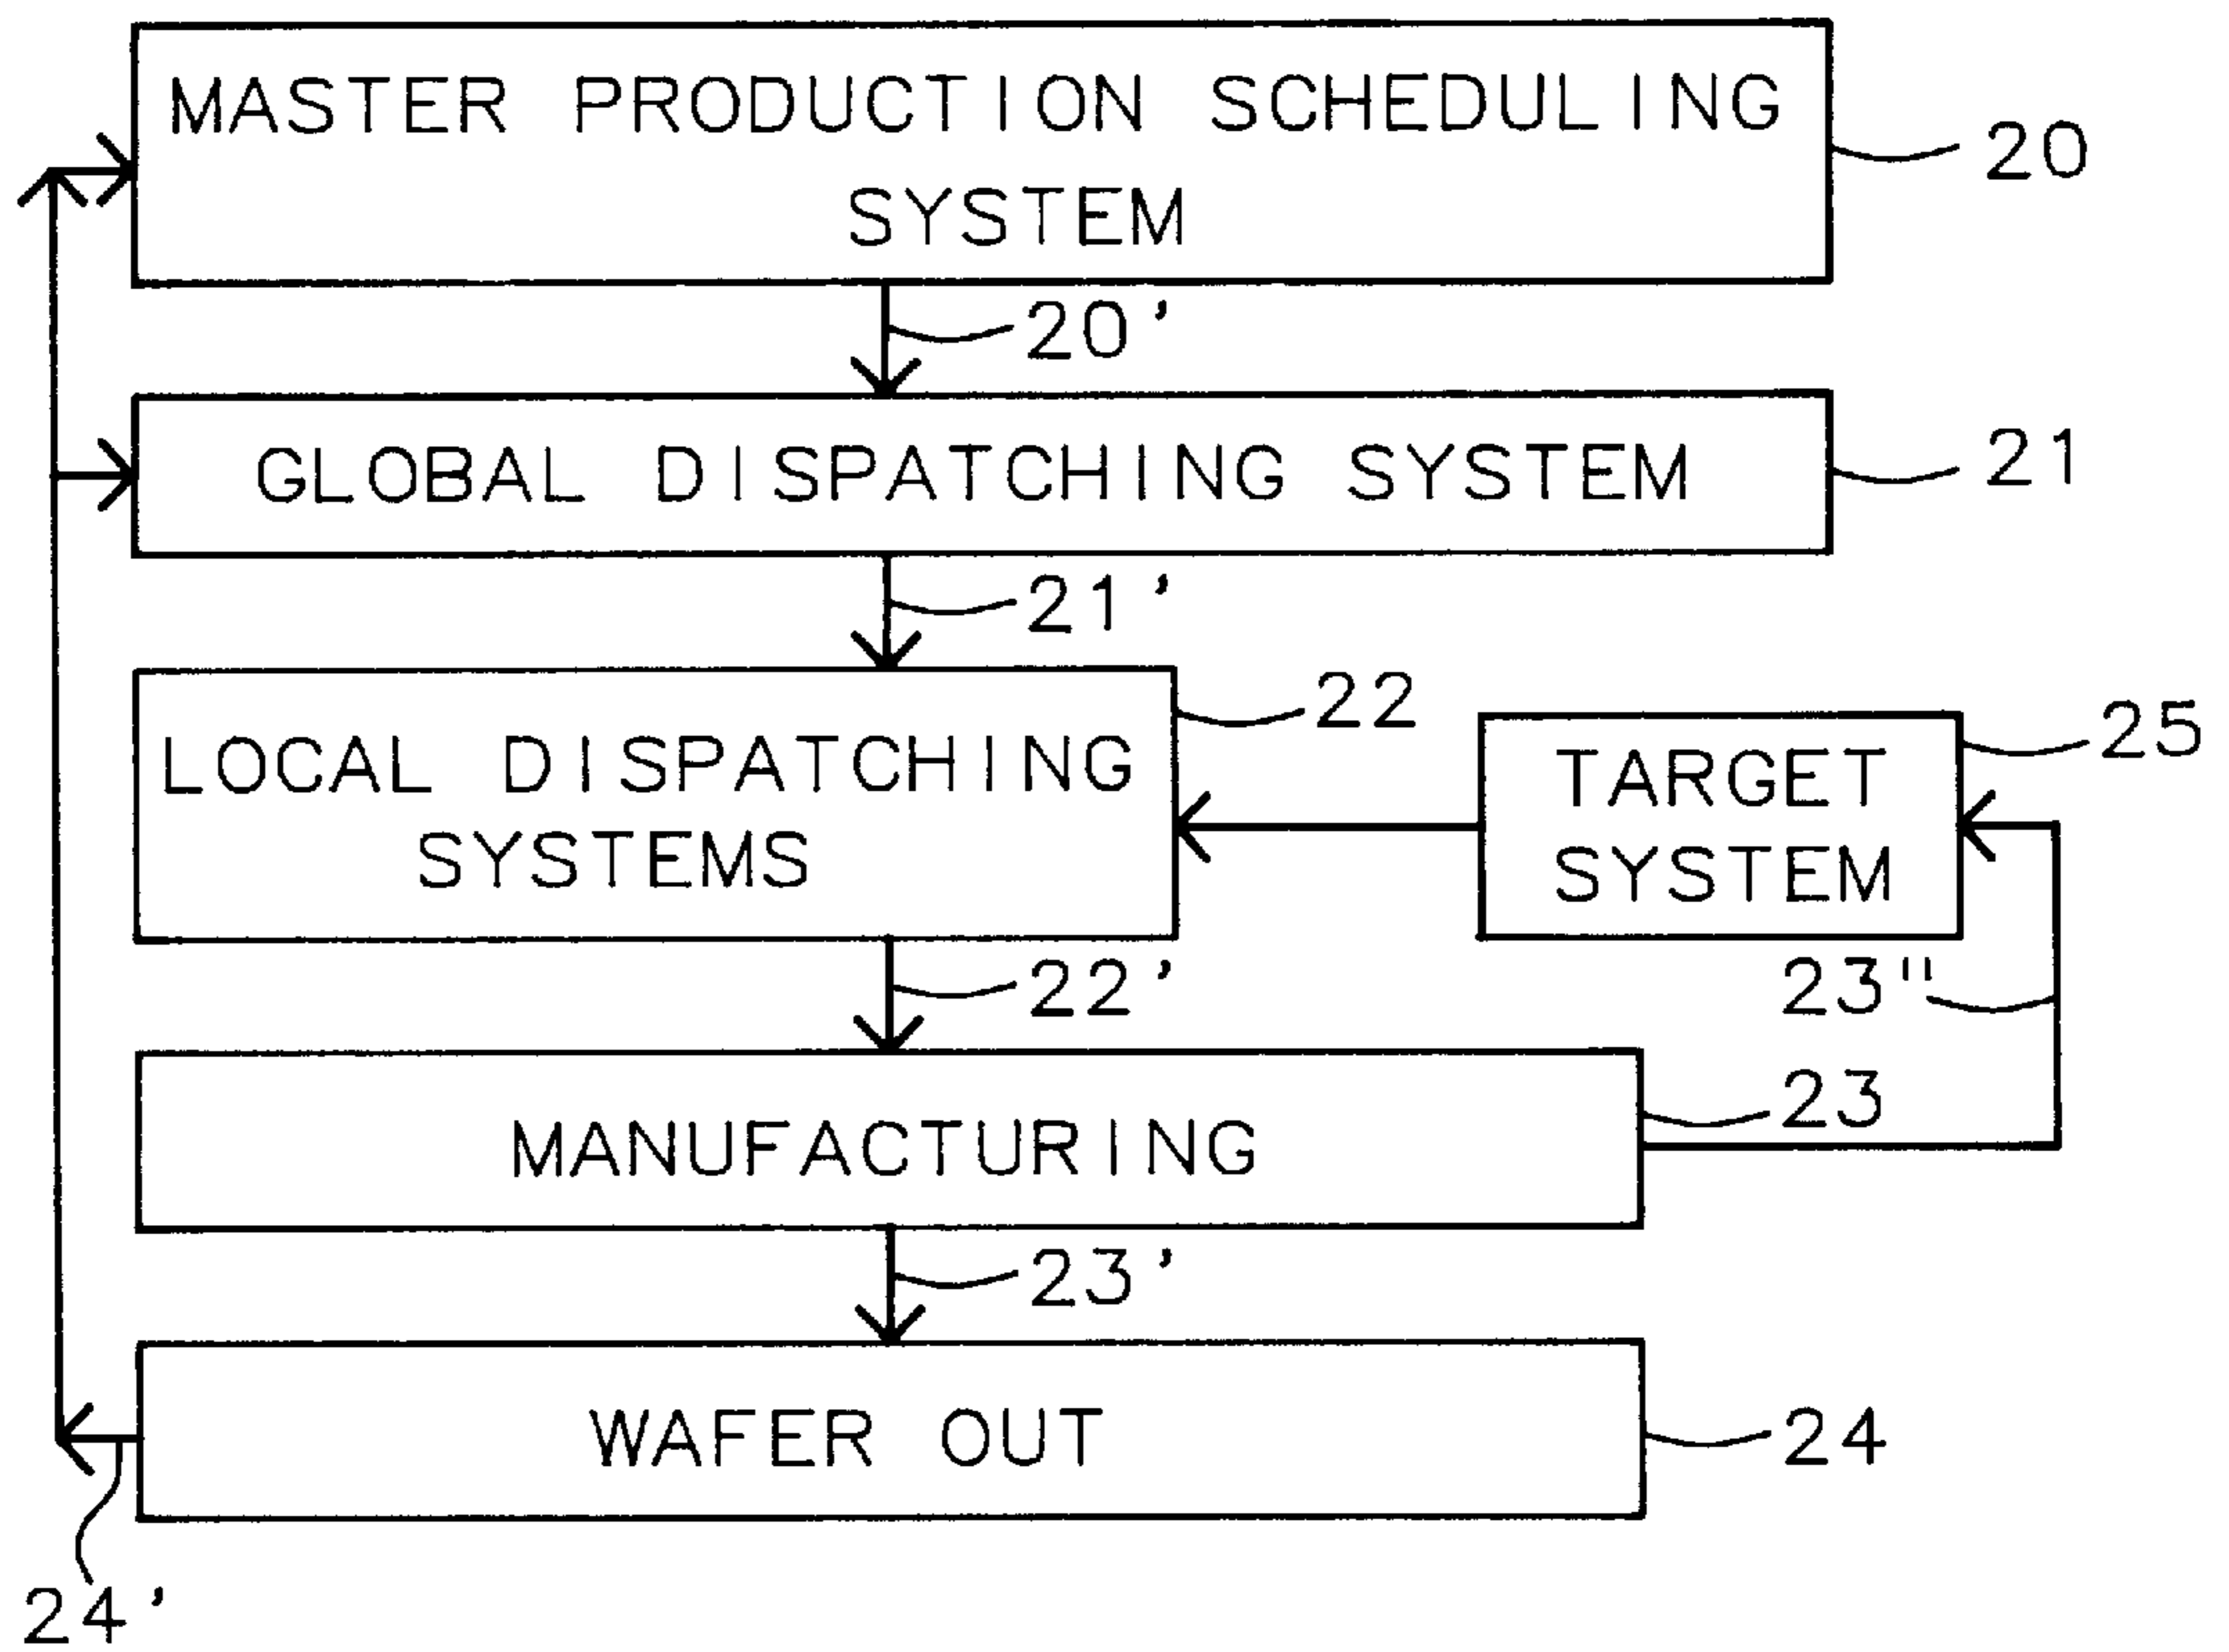 MASTER PRODUCTION SCHEDULING
SYSTEM
20
20'
GLOBAL DISPATCHING SYSTEM
21
21'
LOCAL DISPATCHING
SYSTEMS
22
TARGET
SYSTEM
25
22'
23"
MANUFACTURING
23
23'
WAFER OUT
24
24'